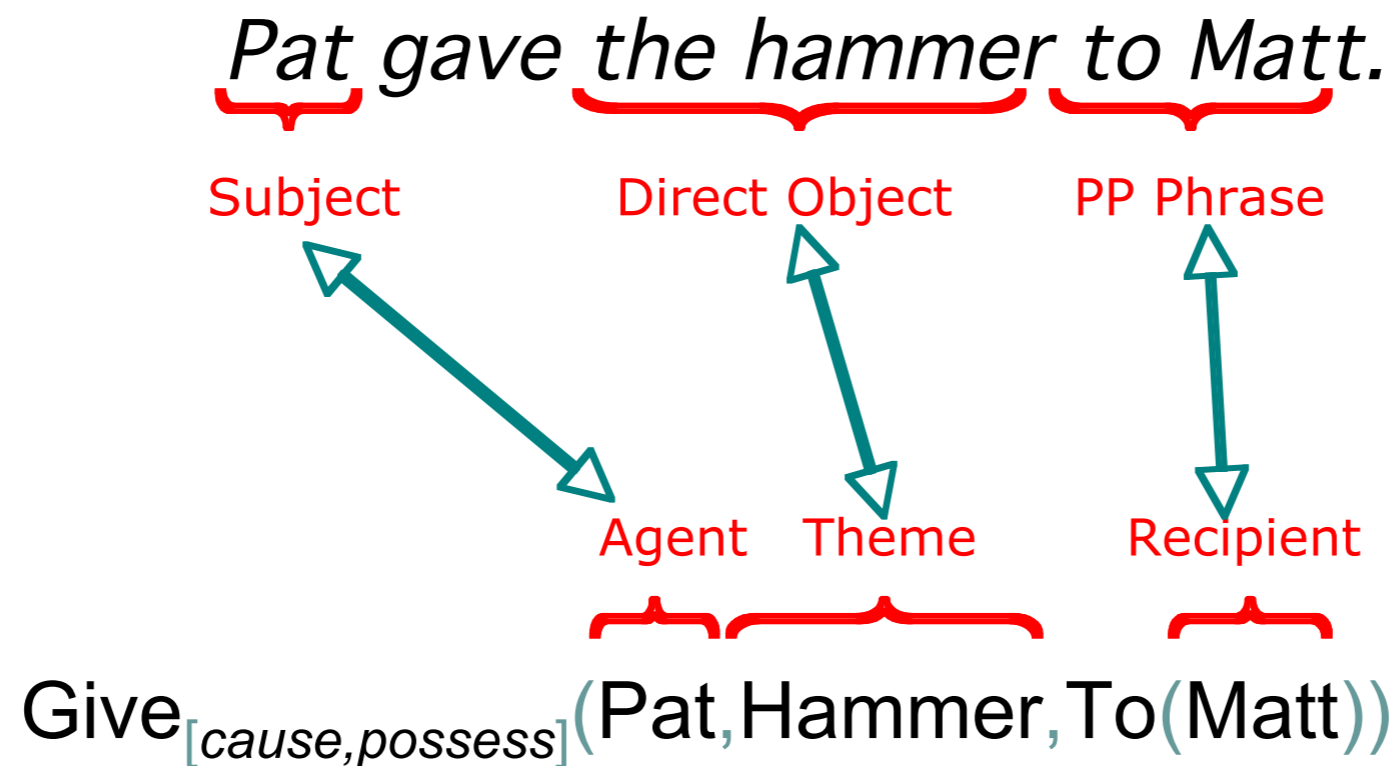 Pat gave the hammer to Matt.
Subject Direct Object PP Phrase
Agent Theme Recipient
Give[cause,possess](Pat,Hammer,To(Matt))